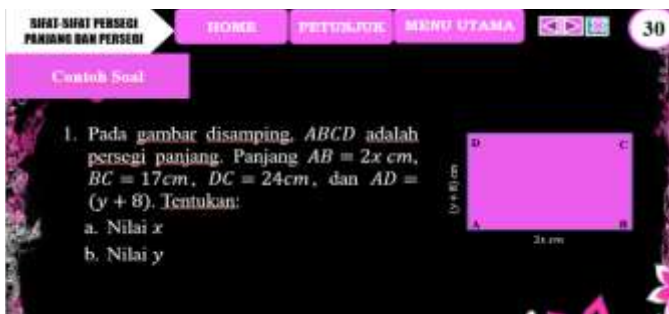 SIFAT-SIFAT PERSEGI
PANJANG DAN PERSEGI
HOME
PETUNJUK
MENU UTAMA
30
Contoh Soal
1. Pada gambar disamping, ABCD adalah
persegi panjang. Panjang AB = 2x cm,
BC = 17cm, DC = 24cm, dan AD =
(y + 8). Tentukan:
a. Nilai x
b. Nilai y
D
C
(y + 8) cm
A
B
2x cm